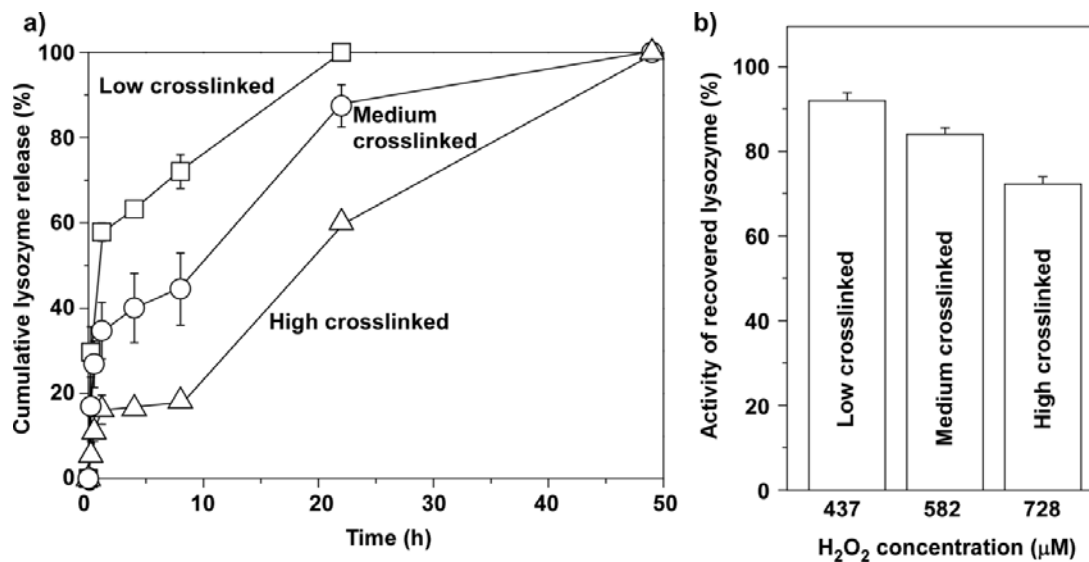 a)
Cumulative lysozyme release (%)
100
80
60
40
20
0
Low crosslinked
Medium
crosslinked
High crosslinked
0
10
20
30
40
50
Time (h)
b)
Activity of recovered lysozyme (%)
100
80
60
40
20
0
Low crosslinked
Medium crosslinked
High crosslinked
437
582
728
H₂O₂ concentration (μM)